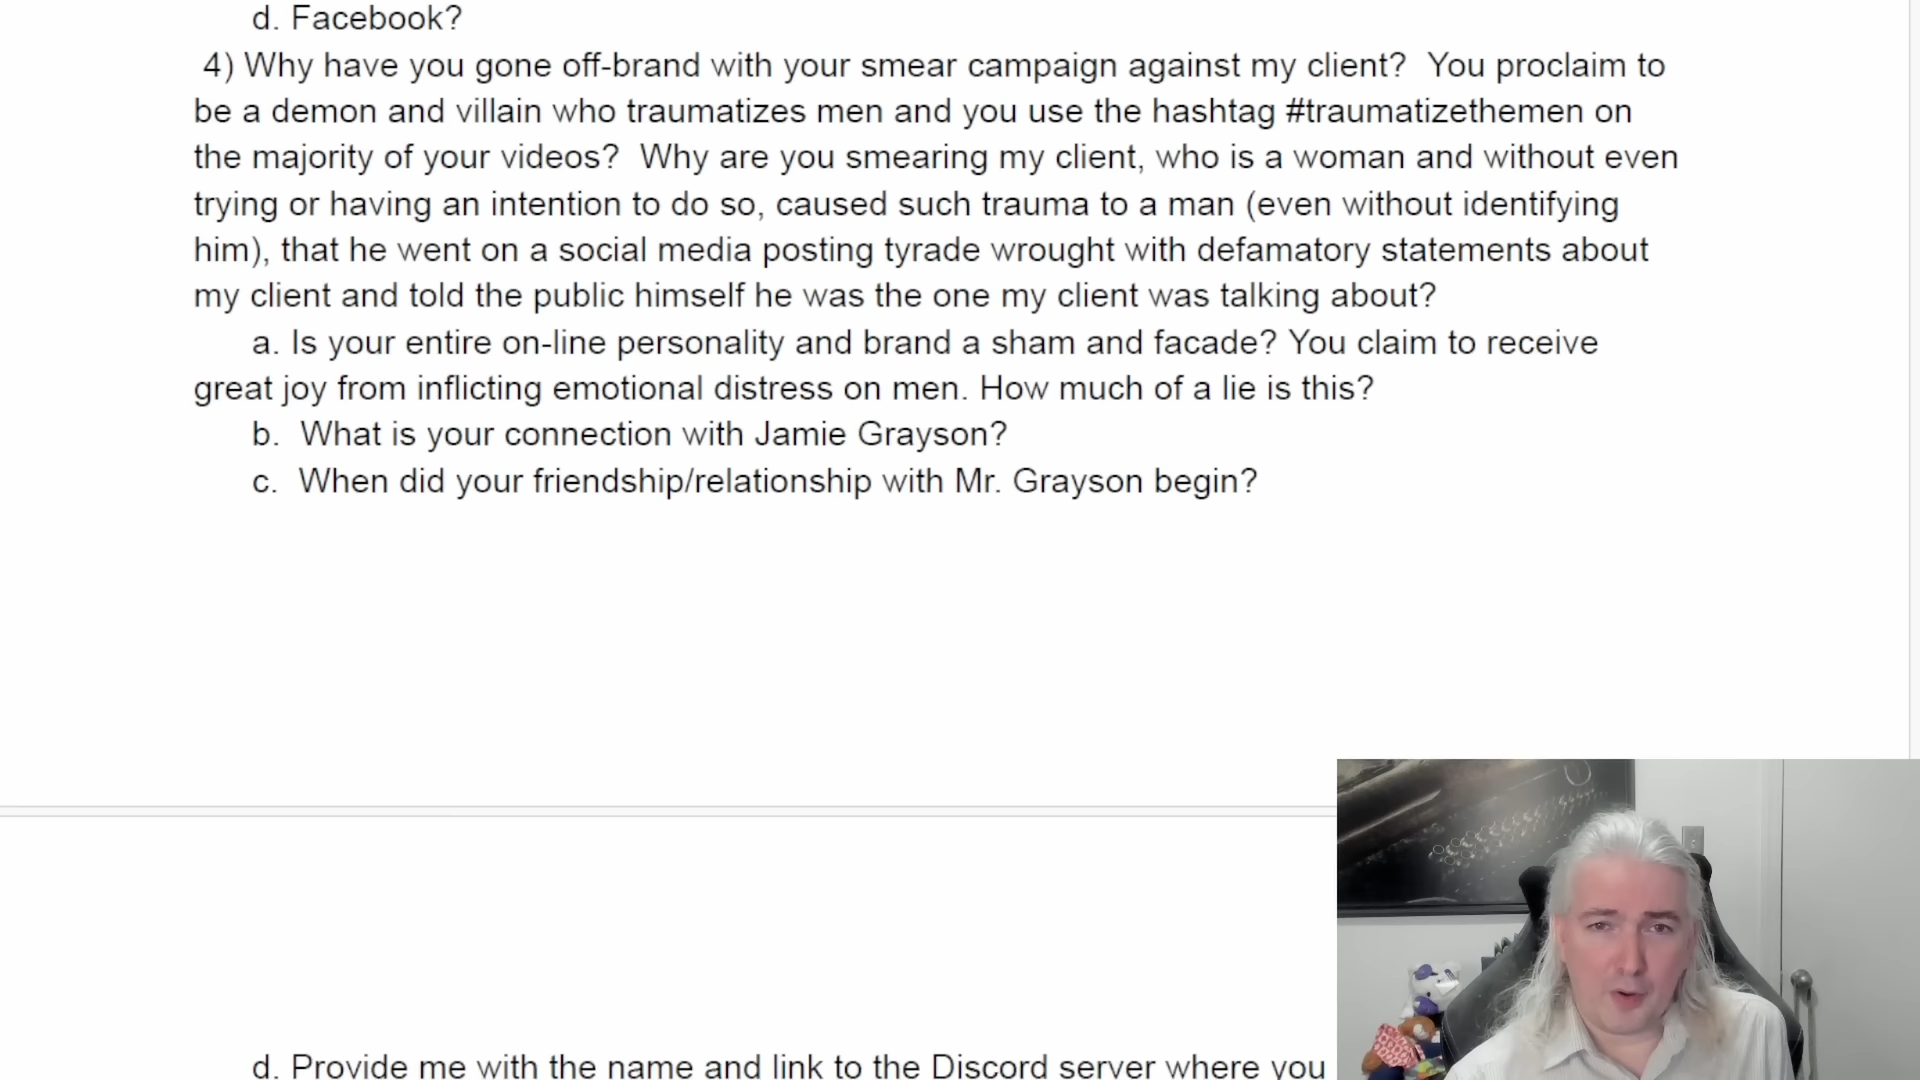 d. Facebook?
4) Why have you gone off-brand with your smear campaign against my client?  You proclaim to
be a demon and villain who traumatizes men and you use the hashtag #traumatizethemen on
the majority of your videos?  Why are you smearing my client, who is a woman and without even
trying or having an intention to do so, caused such trauma to a man (even without identifying
him), that he went on a social media posting tyrade wrought with defamatory statements about
my client and told the public himself he was the one my client was talking about?
a. Is your entire on-line personality and brand a sham and facade? You claim to receive
great joy from inflicting emotional distress on men. How much of a lie is this?
b.  What is your connection with Jamie Grayson?
c.  When did your friendship/relationship with Mr. Grayson begin?
d. Provide me with the name and link to the Discord server where you